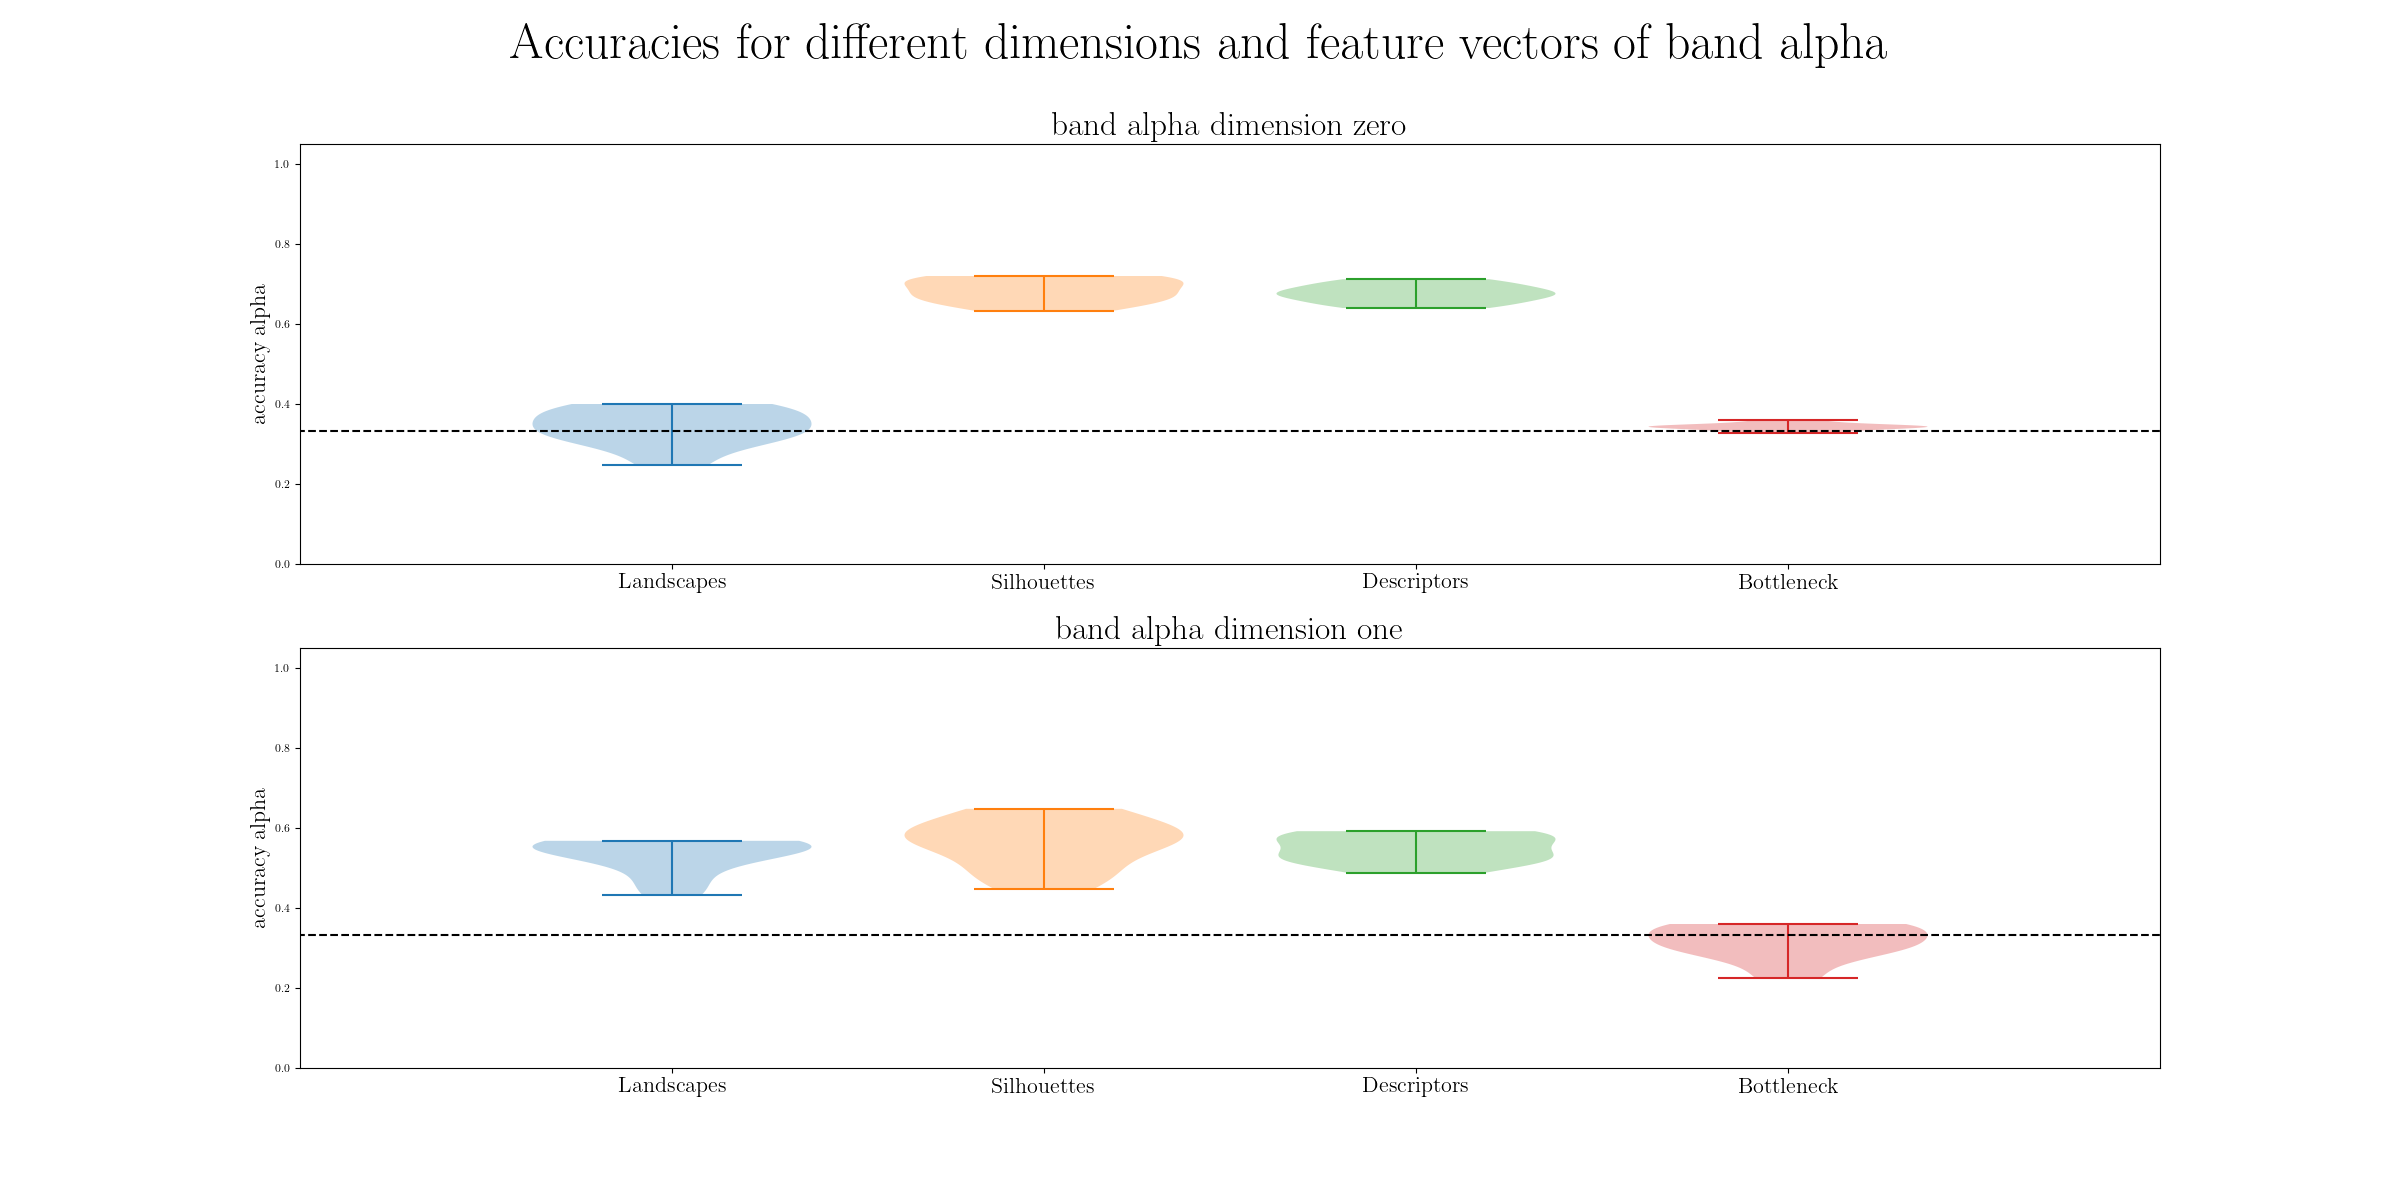 Accuracies for different dimensions and feature vectors of band alpha
band alpha dimension zero
accuracy alpha
1.0
0.8
0.6
0.4
0.2
0.0
Landscapes Silhouettes Descriptors Bottleneck
band alpha dimension one
accuracy alpha
1.0
0.8
0.6
0.4
0.2
0.0
Landscapes Silhouettes Descriptors Bottleneck